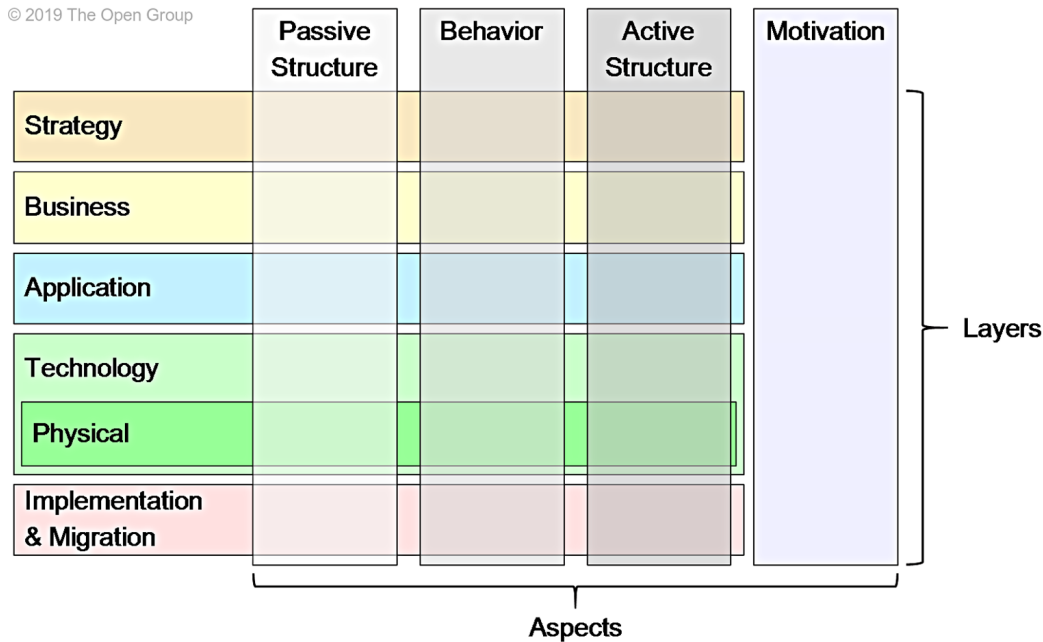 © 2019 The Open Group
Passive
Structure
Behavior
Active
Structure
Motivation
Strategy
Business
Application
Technology
Physical
Implementation
& Migration
Layers
Aspects